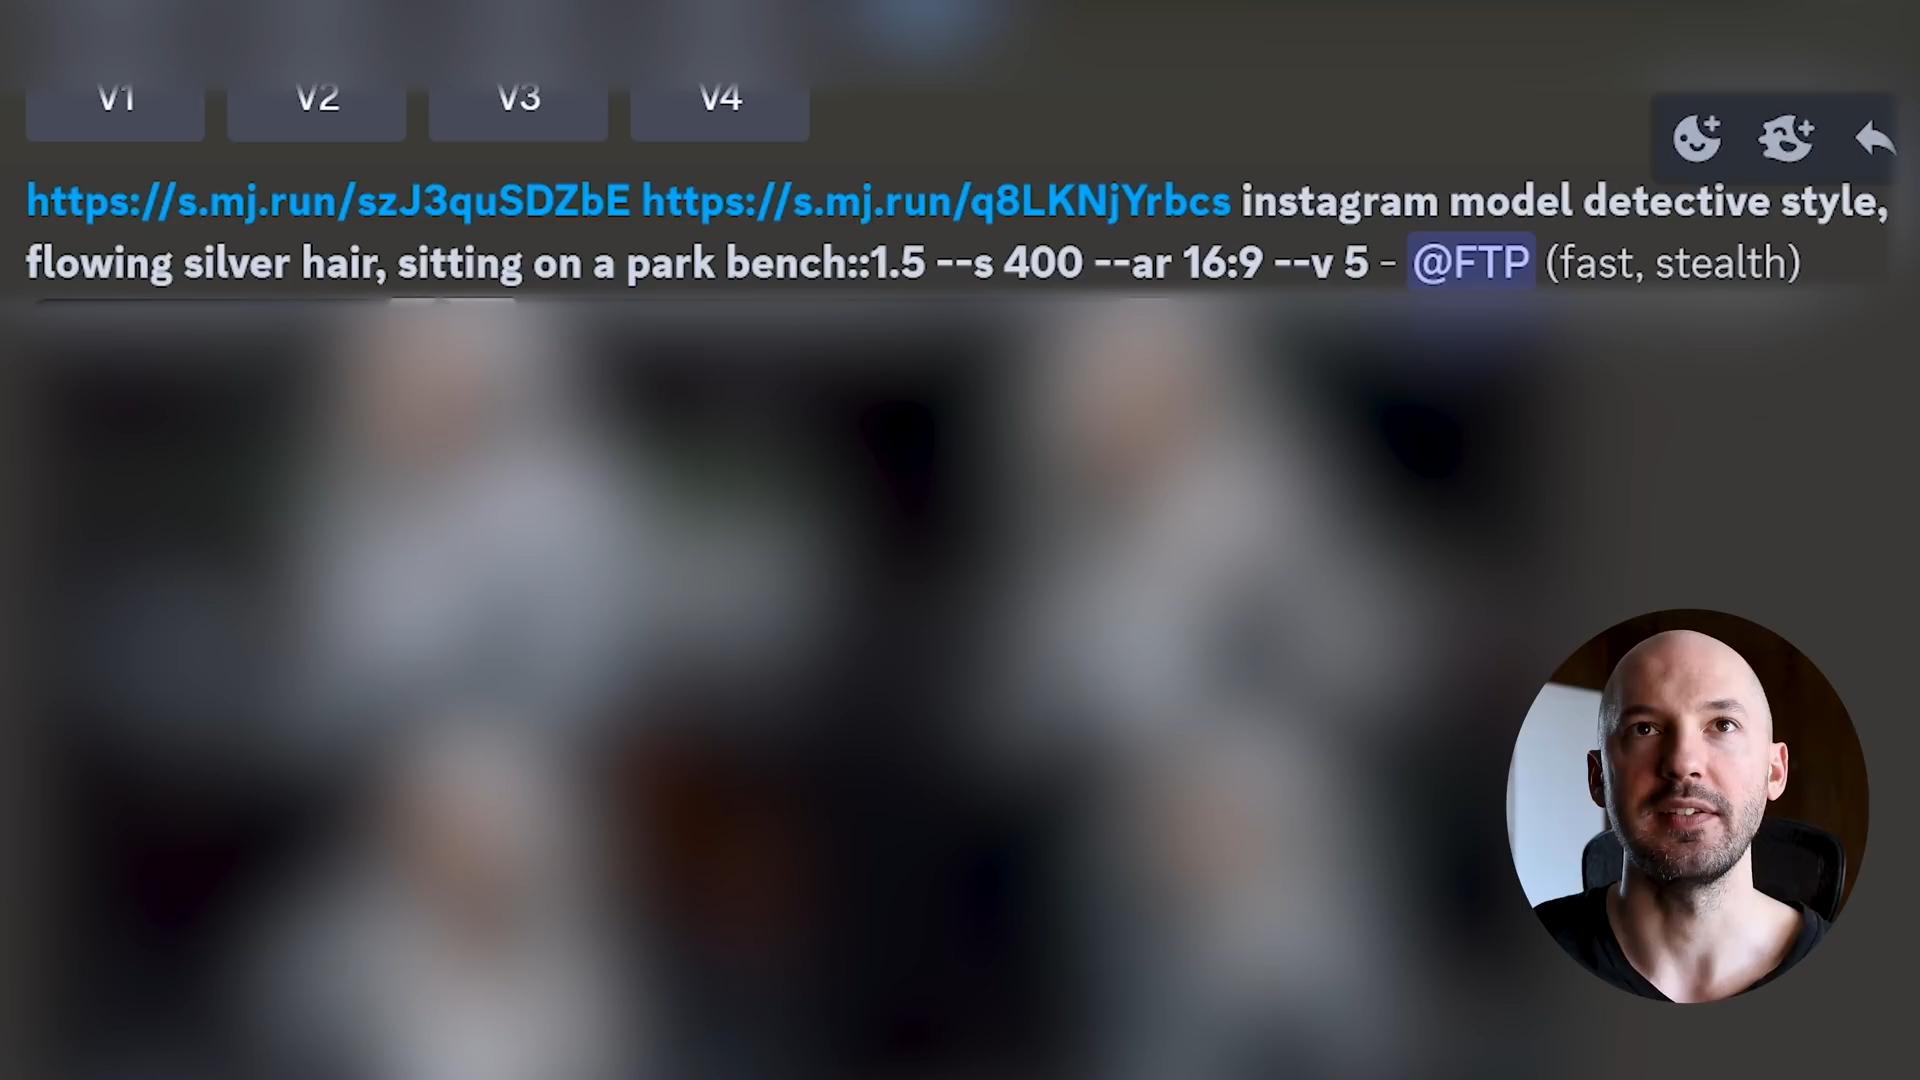 V1 V2 V3 V4
https://s.mj.run/szJ3quSDZbE https://s.mj.run/q8LKNjYrbcs instagram model detective style,
flowing silver hair, sitting on a park bench::1.5 --s 400 --ar 16:9 --v 5 - @FTP (fast, stealth)